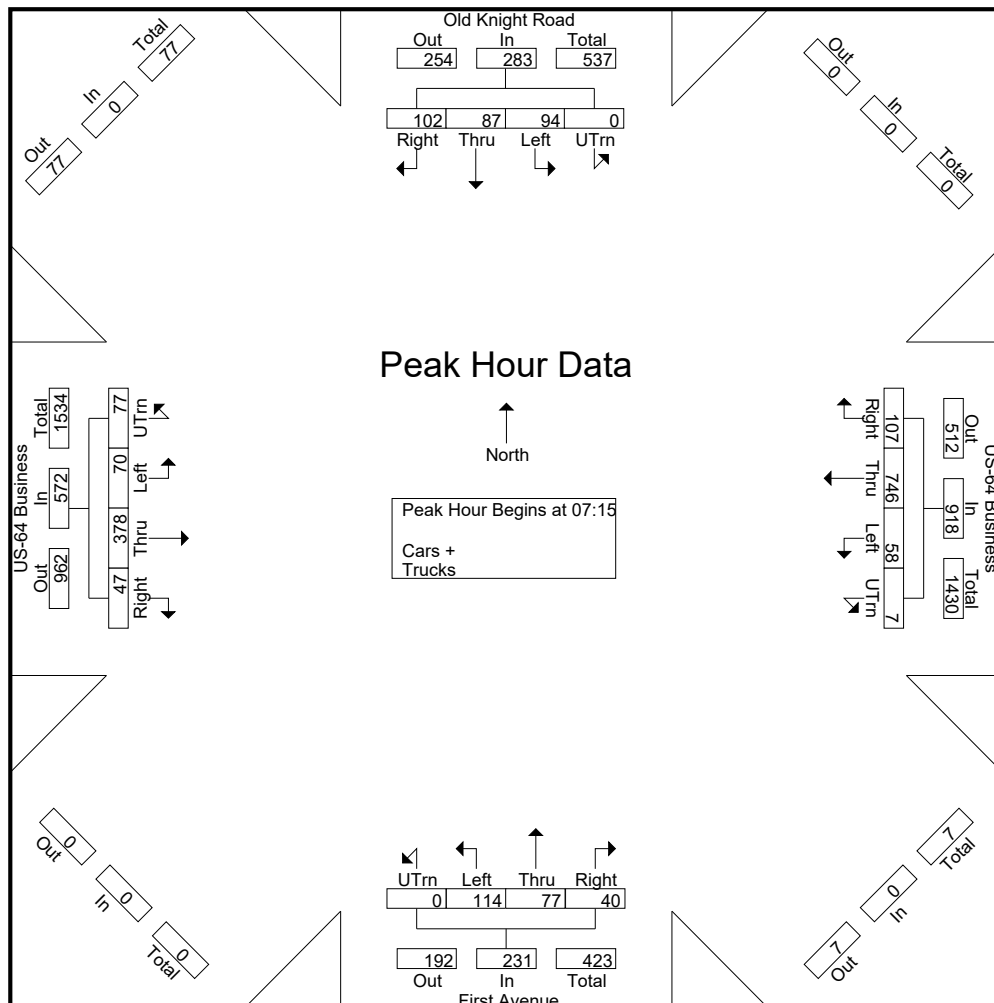 Old Knight Road
Out In Total
254 283 537
102 87 94 0
Right Thru Left UTrn
Total
77
In
0
Out
77
Out
0
In
0
Total
0
Peak Hour Data
North
Peak Hour Begins at 07:15
Cars +
Trucks
US-64 Business
Out In Total
962 572 1534
47 378 70 77
Right Thru Left UTrn
US-64 Business
Out In Total
512 918 1430
107 746 58 7
Right Thru Left UTrn
0
Out
0
In
0
Total
7
Total
0
In
7
Out
UTrn Left Thru Right
0 114 77 40
192 231 423
Out In Total
First Avenue